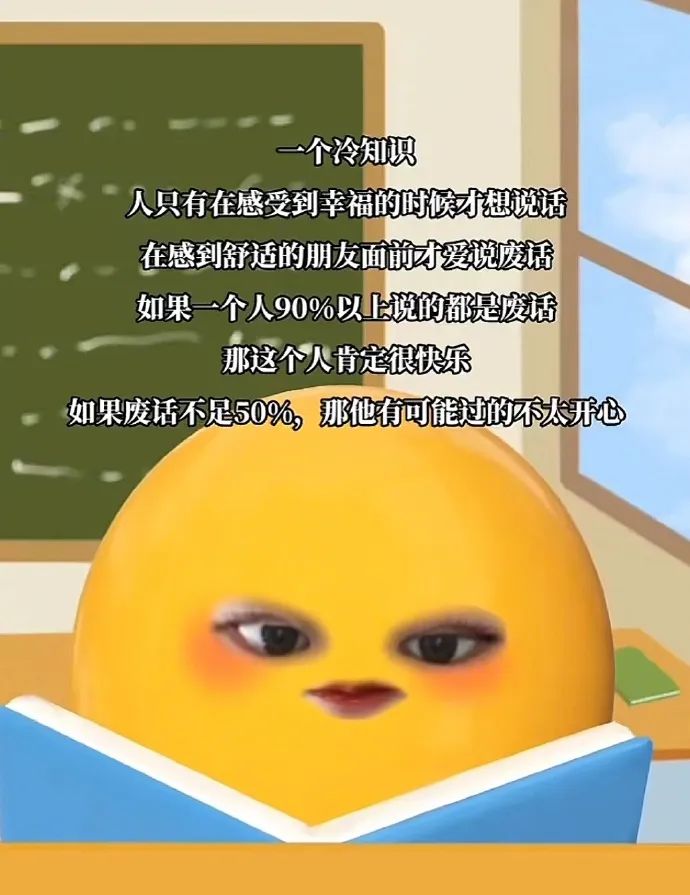 一个冷知识
人只有在感受到幸福的时候才想说话
在感到舒适的朋友面前才爱说废话
如果一个人90%以上说的都是废话
那这个人肯定很快乐
如果废话不足50%，那他有可能过的不太开心